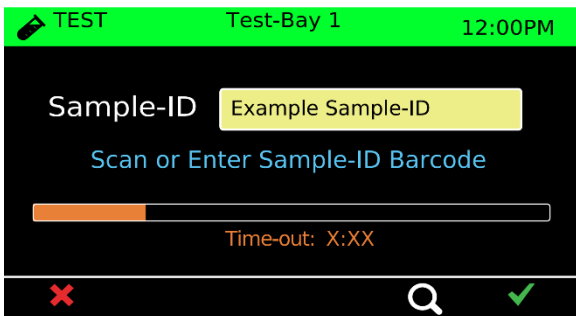 TEST Test-Bay 1 12:00PM
Sample-ID Example Sample-ID
Scan or Enter Sample-ID Barcode
Time-out: X:XX